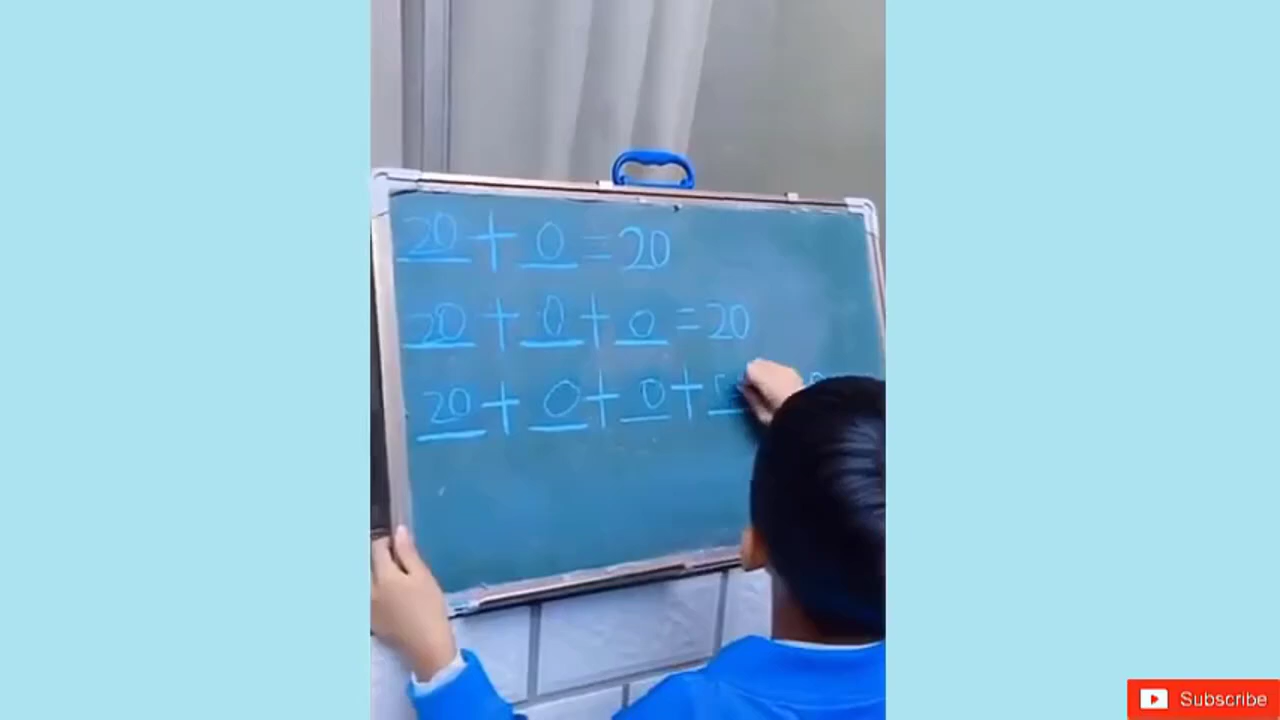 20 + 0 = 20
20 + 0 + 0 = 20
20 + 0 + 0 +
Subscribe